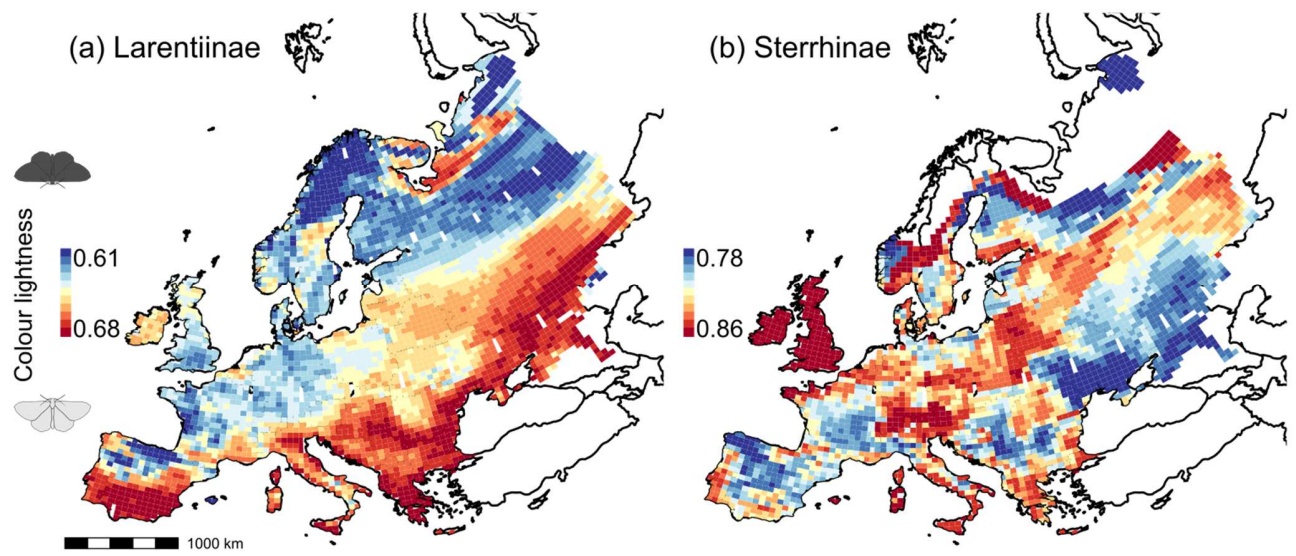 (a) Larentiinae
(b) Sterrhinae
Colour lightness
0.61
0.68
0.78
0.86
1000 km